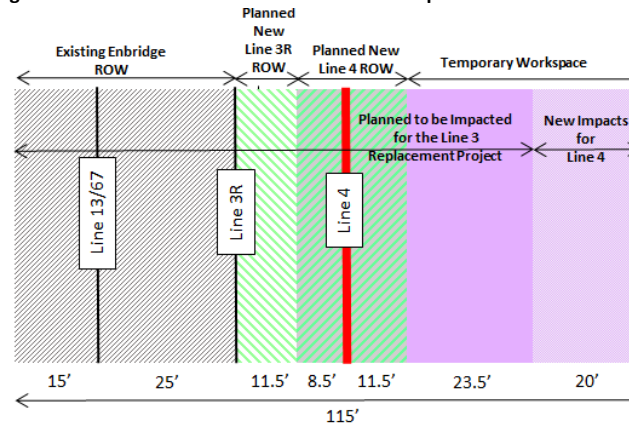 Existing Enbridge
ROW
Planned
New
Line 3R
ROW
Planned New
Line 4 ROW
Temporary Workspace
Planned to be Impacted
for the Line 3
Replacement Project
New Impacts
for
Line 4
Line 13/67
Line 3R
Line 4
15’ 25’ 11.5’ 8.5’ 11.5’ 23.5’ 20’
115’